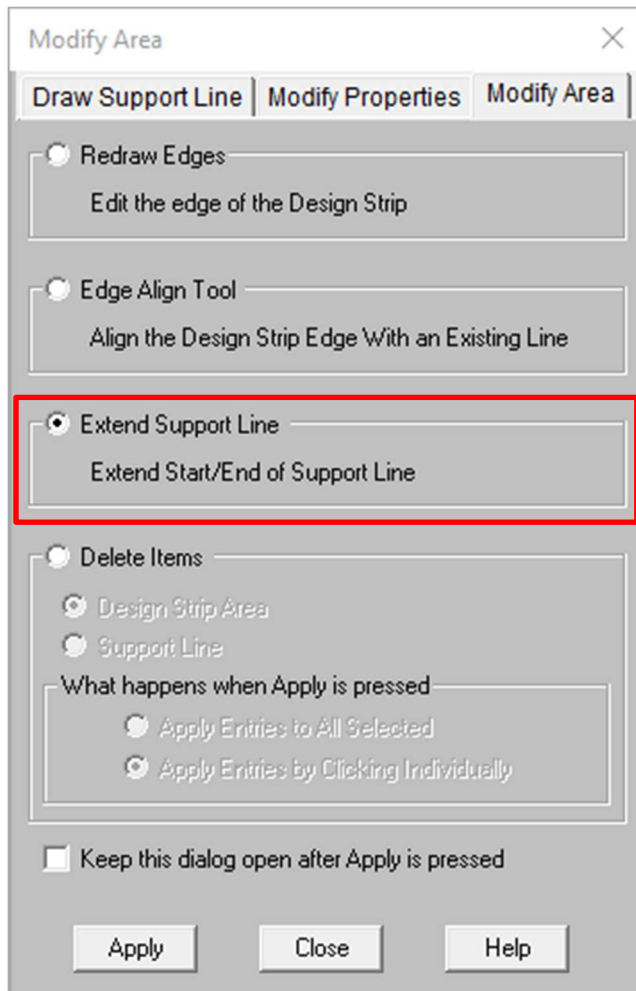 Modify Area
Draw Support Line
Modify Properties
Modify Area
Redraw Edges
Edit the edge of the Design Strip
Edge Align Tool
Align the Design Strip Edge With an Existing Line
Extend Support Line
Extend Start/End of Support Line
Delete Items
Design Strip Area
Support Line
What happens when Apply is pressed
Apply Entries to All Selected
Apply Entries by Clicking Individually
Keep this dialog open after Apply is pressed
Apply
Close
Help